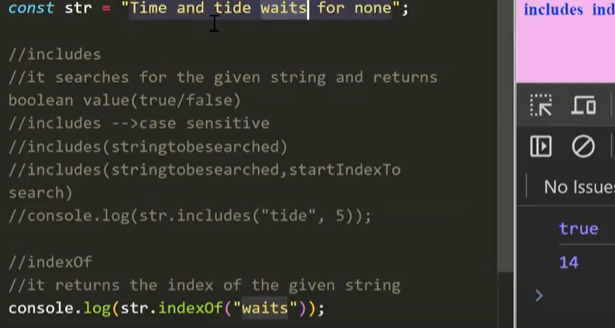 const str = "Time and tide waits for none";
//includes
//it searches for the given string and returns
boolean value(true/false)
//includes -->case sensitive
//includes(stringtobesearched)
//includes(stringtobesearched,startIndexTo
search)
//console.log(str.includes("tide", 5));
//indexOf
//it returns the index of the given string
console.log(str.indexOf("waits"));
includes ind
No Issue
true
14